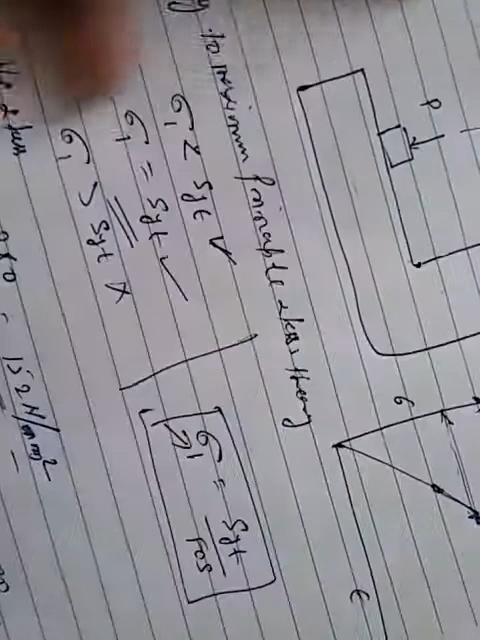 P
σ
ε
to maximum principle stress theory
σ₁ < Syt ✓
σ₁ = Syt ✓
σ₁ > Syt ✗
σ₁ = Syt / FOS
= 152 N/mm²